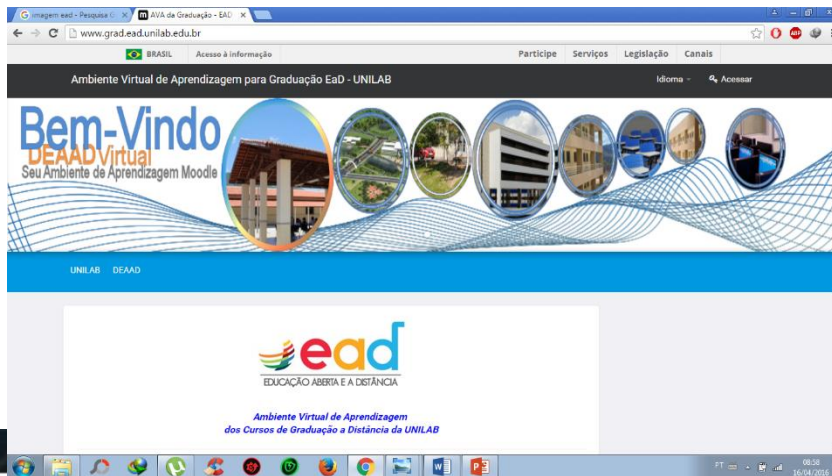 imagem ead - Pesquisa G
AVA da Graduação - EAD
www.grad.ead.unilab.edu.br
BRASIL Acesso à informação Participe Serviços Legislação Canais
Ambiente Virtual de Aprendizagem para Graduação EaD - UNILAB Idioma Acessar
Bem-Vindo
DEAAD Virtual
Seu Ambiente de Aprendizagem Moodle
UNILAB DEAAD
ead
EDUCAÇÃO ABERTA E A DISTÂNCIA
Ambiente Virtual de Aprendizagem
dos Cursos de Graduação a Distância da UNILAB
PT 08:58
16/04/2016